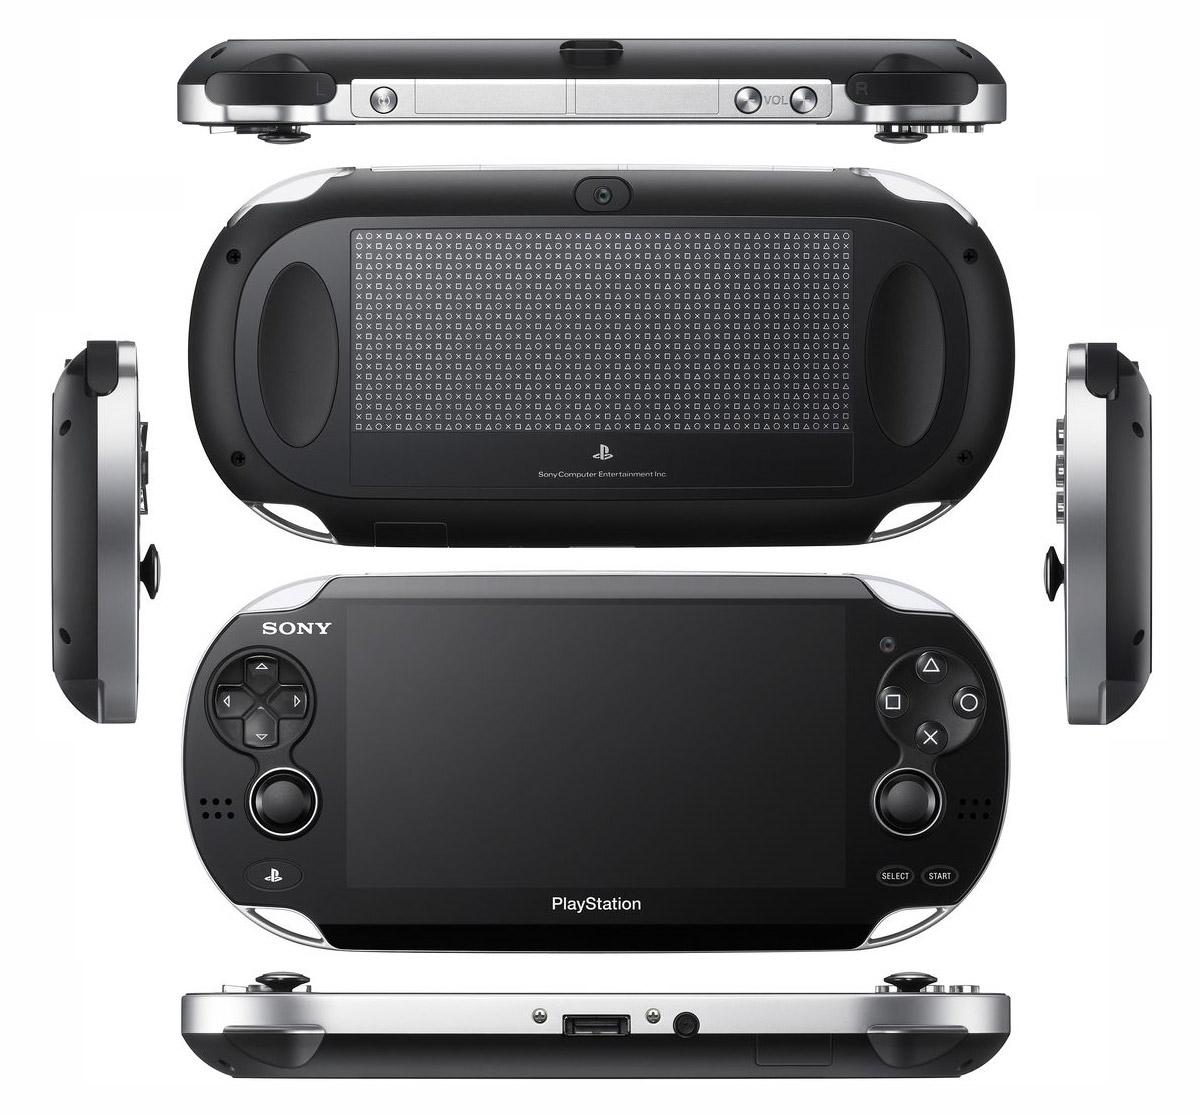 L
VOL
R
Sony Computer Entertainment Inc.
SONY
SELECT START
PlayStation